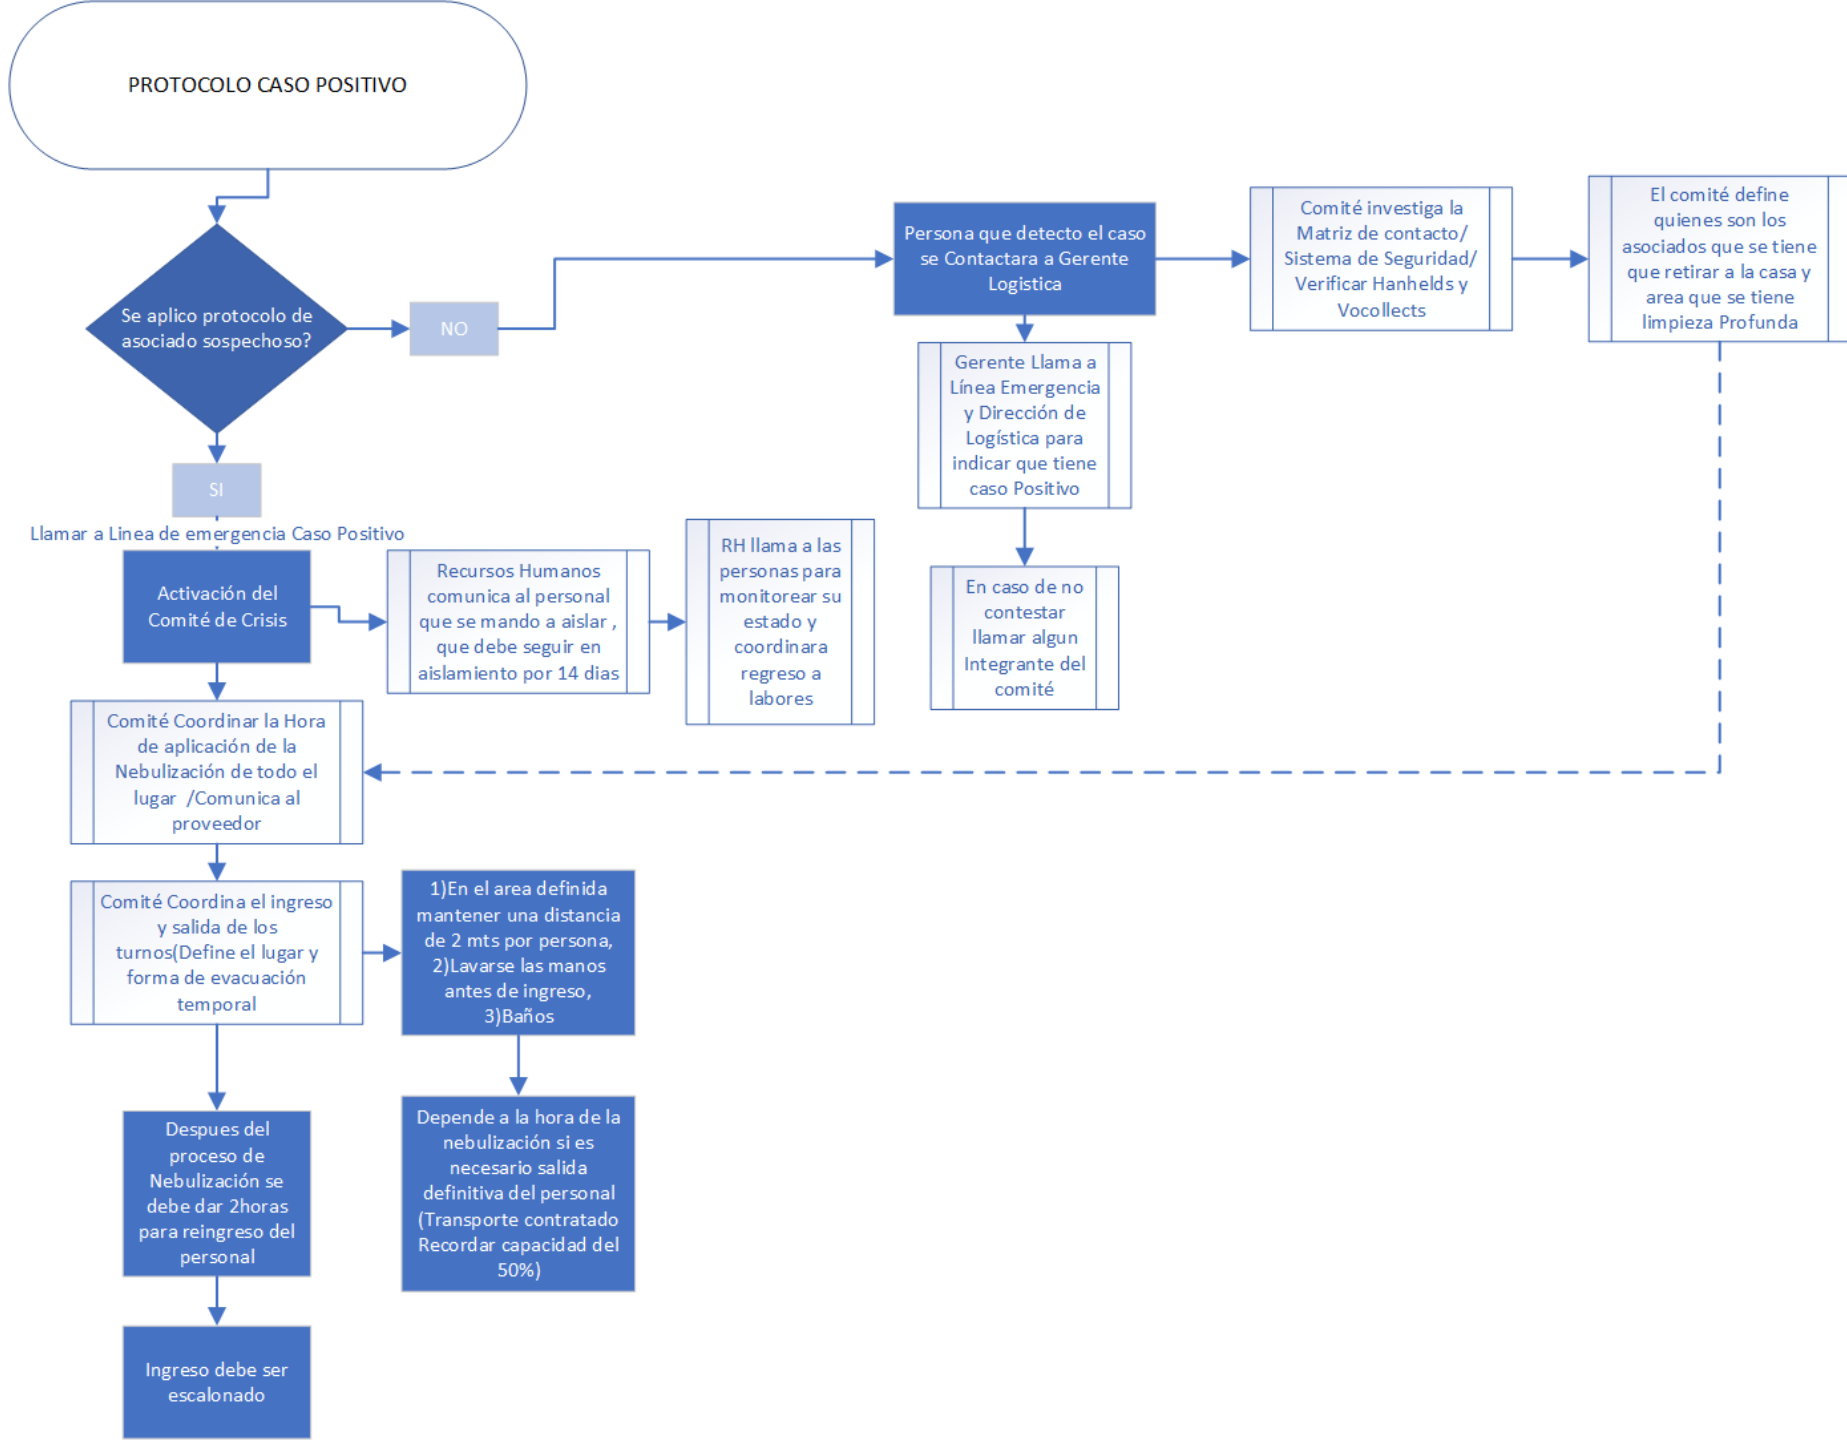 PROTOCOLO CASO POSITIVO
Se aplico protocolo de
asociado sospechoso?
NO
Persona que detecto el caso
se Contactara a Gerente
Logistica
Comité investiga la
Matriz de contacto/
Sistema de Seguridad/
Verificar Hanhelds y
Vocollects
El comité define
quienes son los
asociados que se tiene
que retirar a la casa y
area que se tiene
limpieza Profunda
Gerente Llama a
Línea Emergencia
y Dirección de
Logística para
indicar que tiene
caso Positivo
En caso de no
contestar
llamar algun
Integrante del
comité
SI
Llamar a Linea de emergencia Caso Positivo
Activación del
Comité de Crisis
Recursos Humanos
comunica al personal
que se mando a aislar ,
que debe seguir en
aislamiento por 14 dias
RH llama a las
personas para
monitorear su
estado y
coordinara
regreso a
labores
Comité Coordinar la Hora
de aplicación de la
Nebulización de todo el
lugar /Comunica al
proveedor
Comité Coordina el ingreso
y salida de los
turnos(Define el lugar y
forma de evacuación
temporal
1)En el area definida
mantener una distancia
de 2 mts por persona,
2)Lavarse las manos
antes de ingreso,
3)Baños
Depende a la hora de la
nebulización si es
necesario salida
definitiva del personal
(Transporte contratado
Recordar capacidad del
50%)
Despues del
proceso de
Nebulización se
debe dar 2horas
para reingreso del
personal
Ingreso debe ser
escalonado